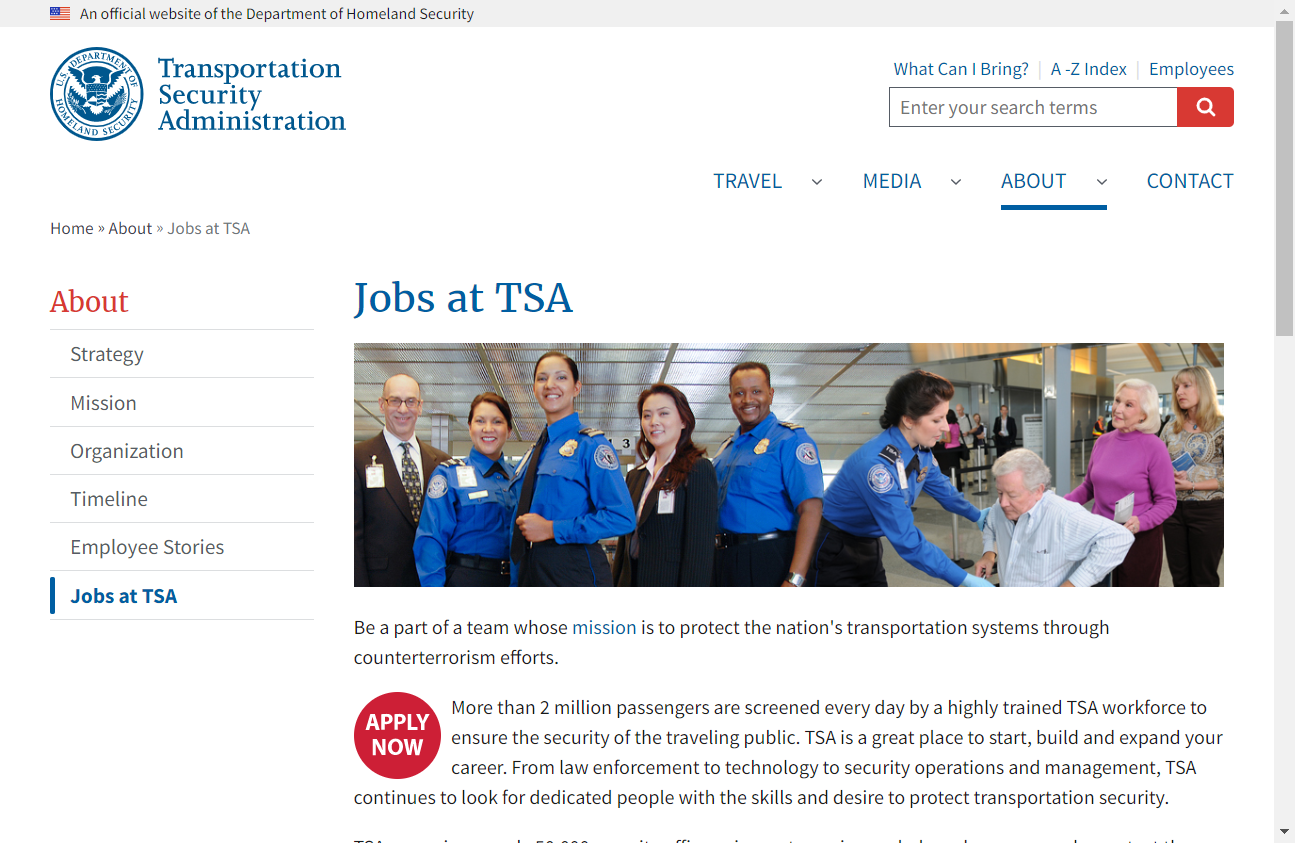 An official website of the Department of Homeland Security
U.S. DEPARTMENT OF HOMELAND SECURITY
Transportation
Security
Administration
What Can I Bring?
A -Z Index
Employees
Enter your search terms
TRAVEL
MEDIA
ABOUT
CONTACT
Home » About » Jobs at TSA
About
Strategy
Mission
Organization
Timeline
Employee Stories
Jobs at TSA
Jobs at TSA
3
TSA
Be a part of a team whose mission is to protect the nation's transportation systems through
counterterrorism efforts.
APPLY
NOW
More than 2 million passengers are screened every day by a highly trained TSA workforce to
ensure the security of the traveling public. TSA is a great place to start, build and expand your
career. From law enforcement to technology to security operations and management, TSA
continues to look for dedicated people with the skills and desire to protect transportation security.